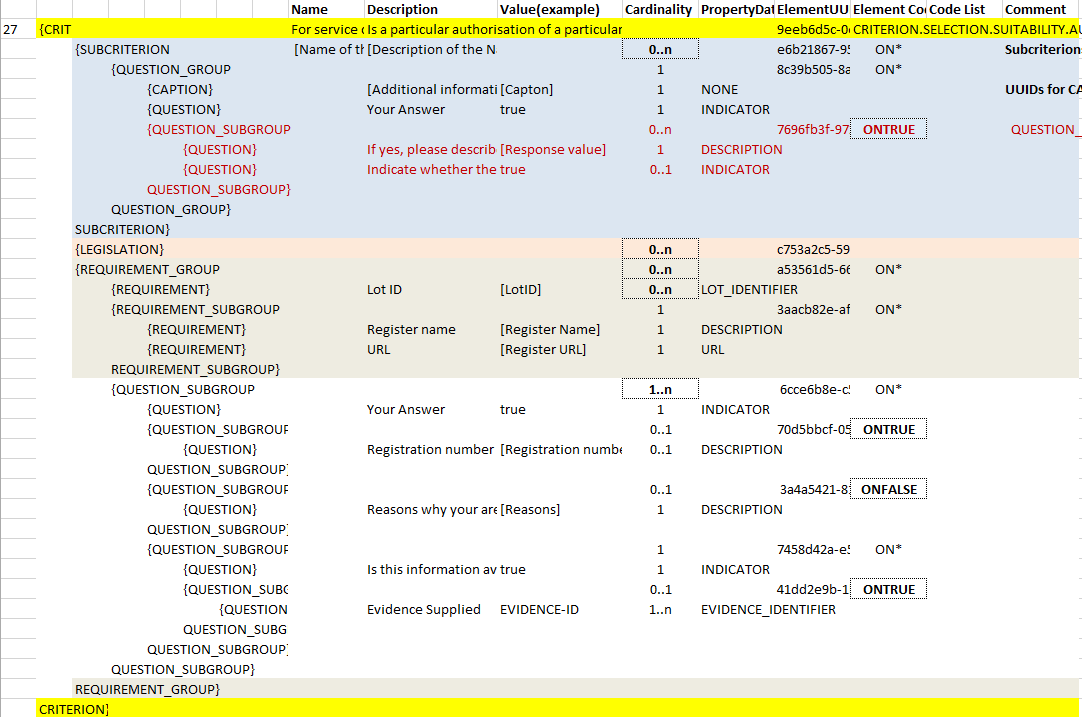 Name Description Value(example) Cardinality PropertyDat ElementUU Element Co Code List Comment
27 {CRIT For service Is a particular authorisation of a particular 9eeb6d5c-0 CRITERION.SELECTION.SUITABILITY.AU
{SUBCRITERION [Name of th [Description of the N 0..n e6b21867-95 ON* Subcriterion
{QUESTION_GROUP 1 8c39b505-8a ON*
{CAPTION} [Additional informati [Capton] 1 NONE UUIDs for CA
{QUESTION} Your Answer true 1 INDICATOR
{QUESTION_SUBGROUP 0..n 7696fb3f-97 ONTRUE QUESTION_
{QUESTION} If yes, please describ [Response value] 1 DESCRIPTION
{QUESTION} Indicate whether the true 0..1 INDICATOR
QUESTION_SUBGROUP}
QUESTION_GROUP}
SUBCRITERION}
{LEGISLATION} 0..n c753a2c5-59
{REQUIREMENT_GROUP 0..n a53561d5-66 ON*
{REQUIREMENT} Lot ID [LotID] 0..n LOT_IDENTIFIER
{REQUIREMENT_SUBGROUP 1 3aacb82e-af ON*
{REQUIREMENT} Register name [Register Name] 1 DESCRIPTION
{REQUIREMENT} URL [Register URL] 1 URL
REQUIREMENT_SUBGROUP}
{QUESTION_SUBGROUP 1..n 6cce6b8e-c5 ON*
{QUESTION} Your Answer true 1 INDICATOR
{QUESTION_SUBGROUP 0..1 70d5bbcf-05 ONTRUE
{QUESTION} Registration number [Registration numbe 0..1 DESCRIPTION
QUESTION_SUBGROUP}
{QUESTION_SUBGROUP 0..1 3a4a5421-8 ONFALSE
{QUESTION} Reasons why your are [Reasons] 1 DESCRIPTION
QUESTION_SUBGROUP}
{QUESTION_SUBGROUP 1 7458d42a-e5 ON*
{QUESTION} Is this information av true 1 INDICATOR
{QUESTION_SUBG 0..1 41dd2e9b-1 ONTRUE
{QUESTION Evidence Supplied EVIDENCE-ID 1..n EVIDENCE_IDENTIFIER
QUESTION_SUBG
QUESTION_SUBGROUP}
QUESTION_SUBGROUP}
REQUIREMENT_GROUP}
CRITERION}